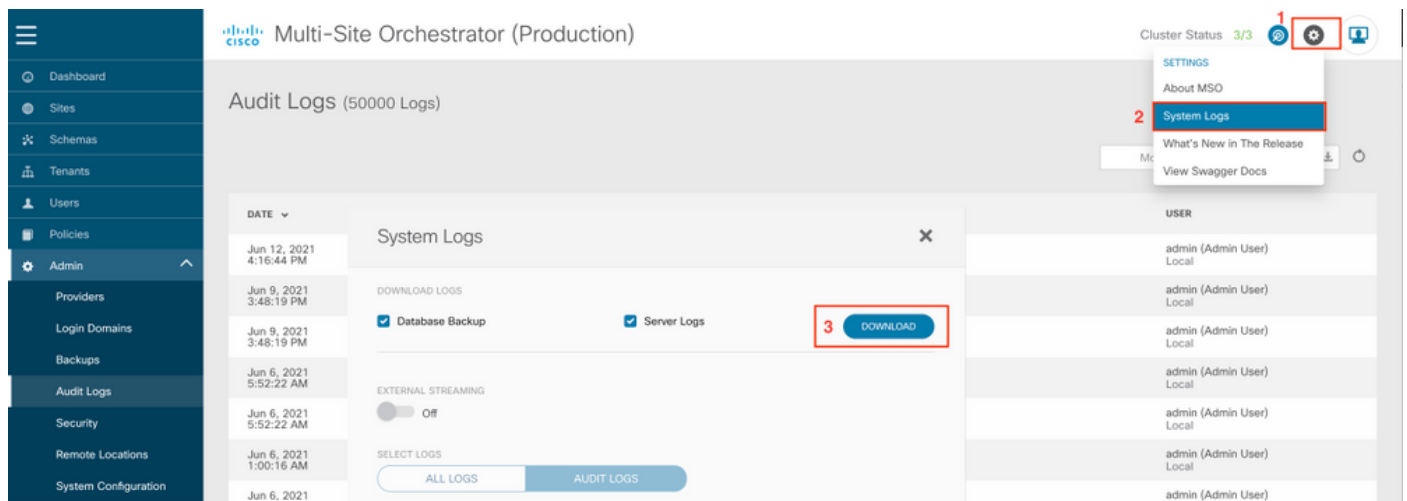 1
cisco Multi-Site Orchestrator (Production)
Cluster Status 3/3
SETTINGS
About MSO
2 System Logs
What's New in The Release
View Swagger Docs
Dashboard
Sites
Schemas
Tenants
Users
Policies
Admin
Providers
Login Domains
Backups
Audit Logs
Security
Remote Locations
System Configuration
Audit Logs (50000 Logs)
DATE
USER
Jun 12, 2021
4:16:44 PM
admin (Admin User)
Local
Jun 9, 2021
3:48:19 PM
admin (Admin User)
Local
Jun 9, 2021
3:48:19 PM
admin (Admin User)
Local
Jun 6, 2021
5:52:22 AM
admin (Admin User)
Local
Jun 6, 2021
5:52:22 AM
admin (Admin User)
Local
Jun 6, 2021
1:00:16 AM
admin (Admin User)
Local
Jun 6, 2021
admin (Admin User)
System Logs
DOWNLOAD LOGS
Database Backup
Server Logs
3 DOWNLOAD
EXTERNAL STREAMING
Off
SELECT LOGS
ALL LOGS
AUDIT LOGS